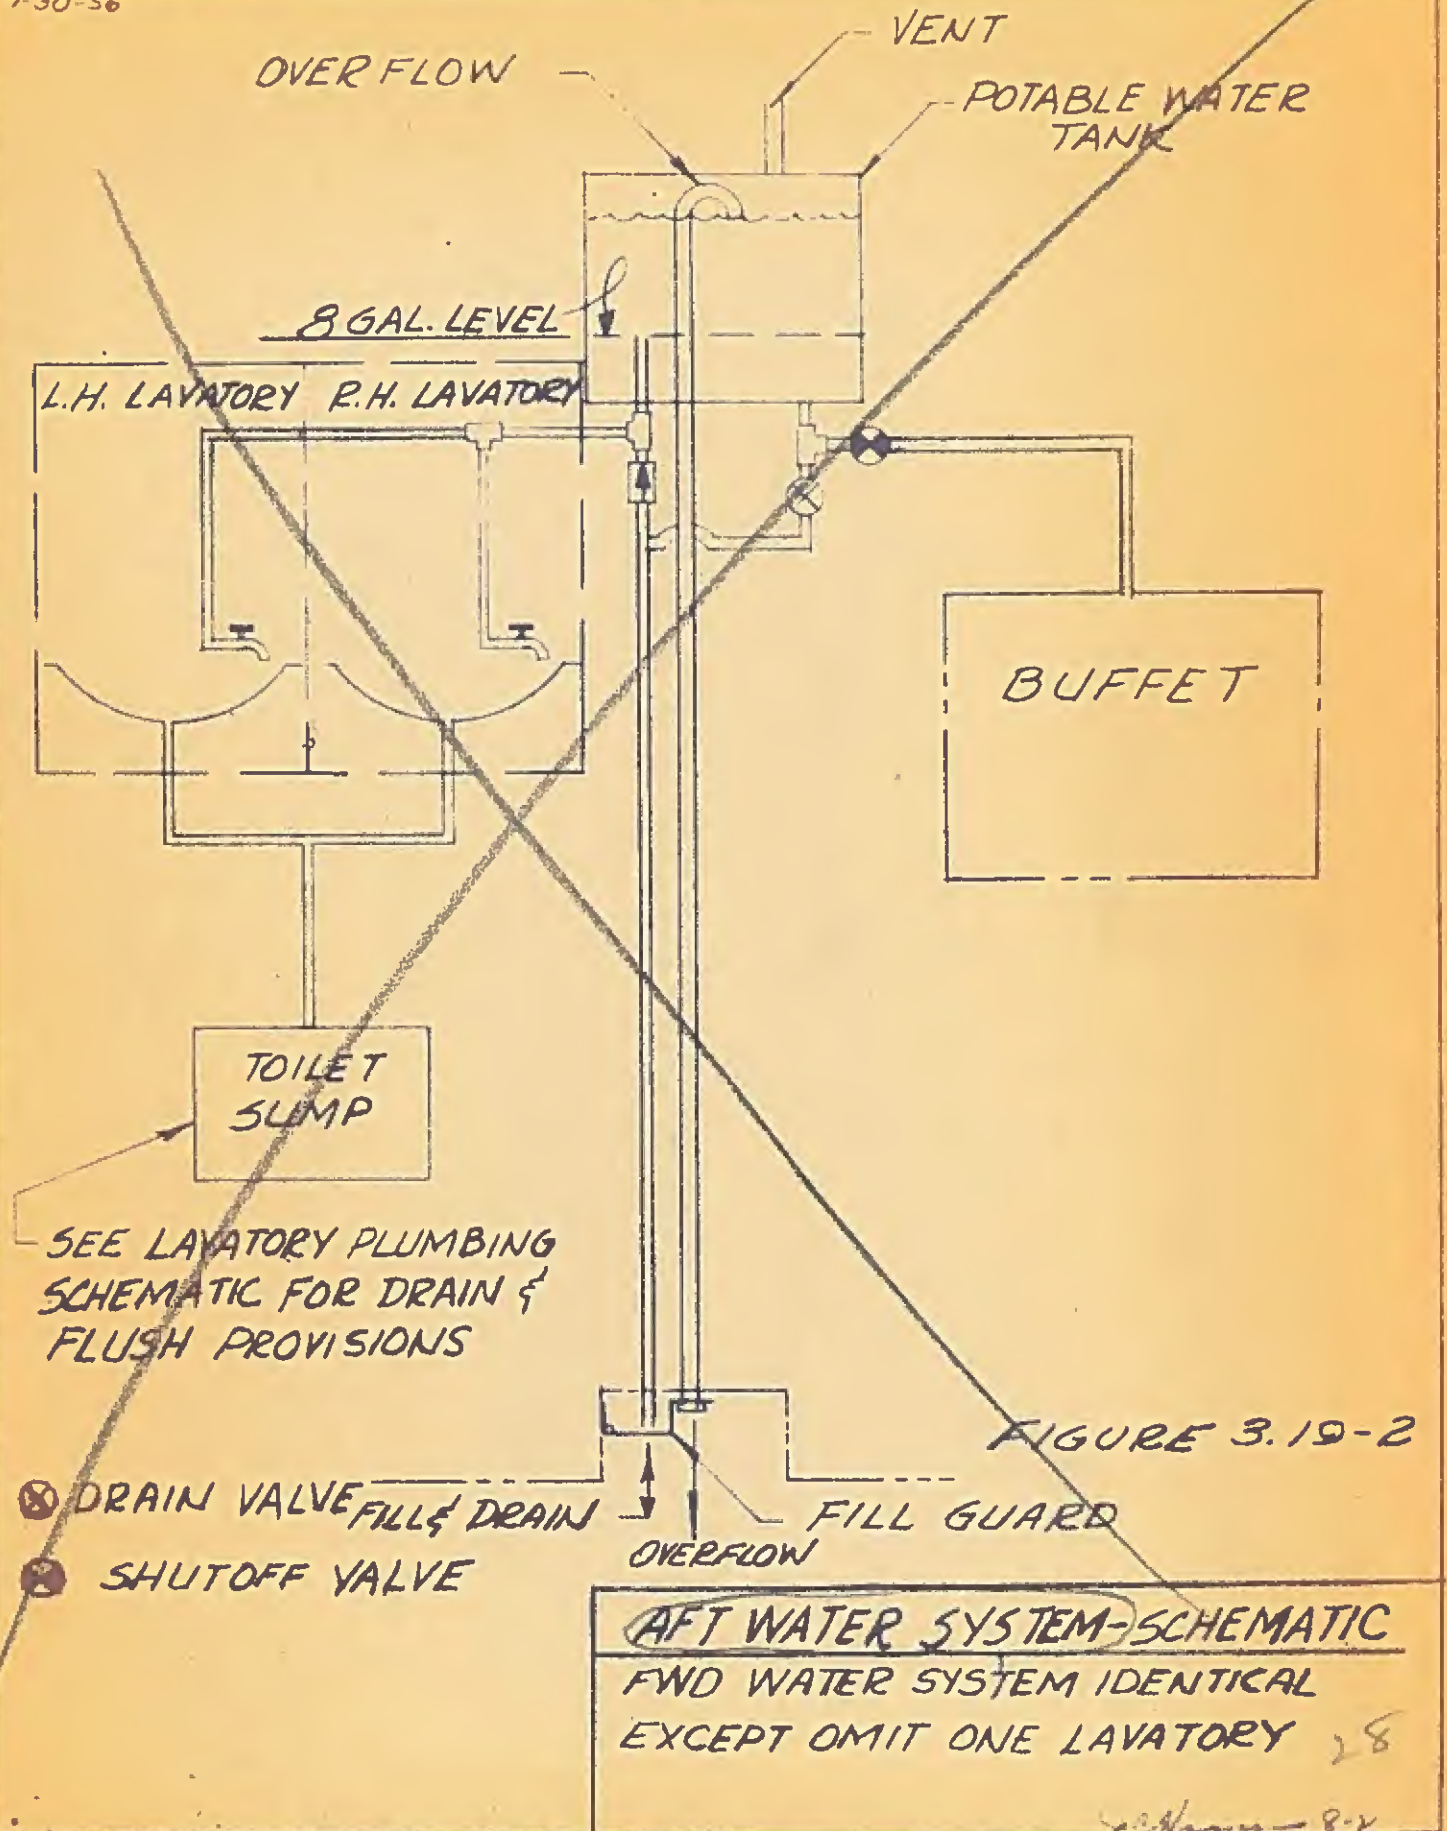 VENT
OVERFLOW
POTABLE WATER
TANK
8 GAL. LEVEL
L.H. LAVATORY R.H. LAVATORY
BUFFET
TOILET
SUMP
SEE LAVATORY PLUMBING
SCHEMATIC FOR DRAIN &
FLUSH PROVISIONS
FIGURE 3.19-2
DRAIN VALVE
FILL & DRAIN
FILL GUARD
OVERFLOW
SHUTOFF VALVE
AFT WATER SYSTEM-SCHEMATIC
FWD WATER SYSTEM IDENTICAL
EXCEPT OMIT ONE LAVATORY
28
8-2